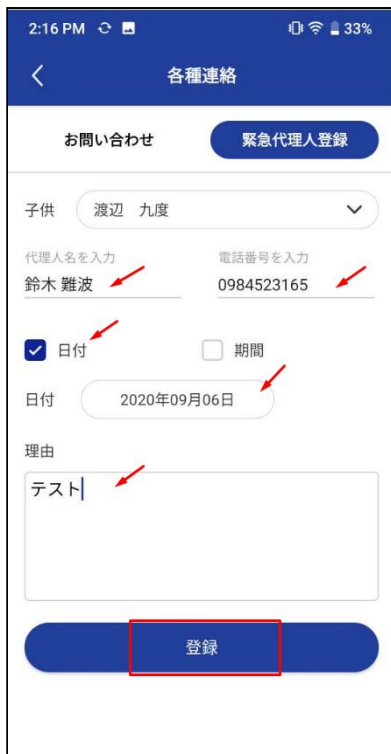 2:16 PM 33%
各種連絡
お問い合わせ 緊急代理人登録
子供 渡辺 九度
代理人名を入力 電話番号を入力
鈴木 難波 0984523165
日付 期間
日付 2020年09月06日
理由
テスト
登録